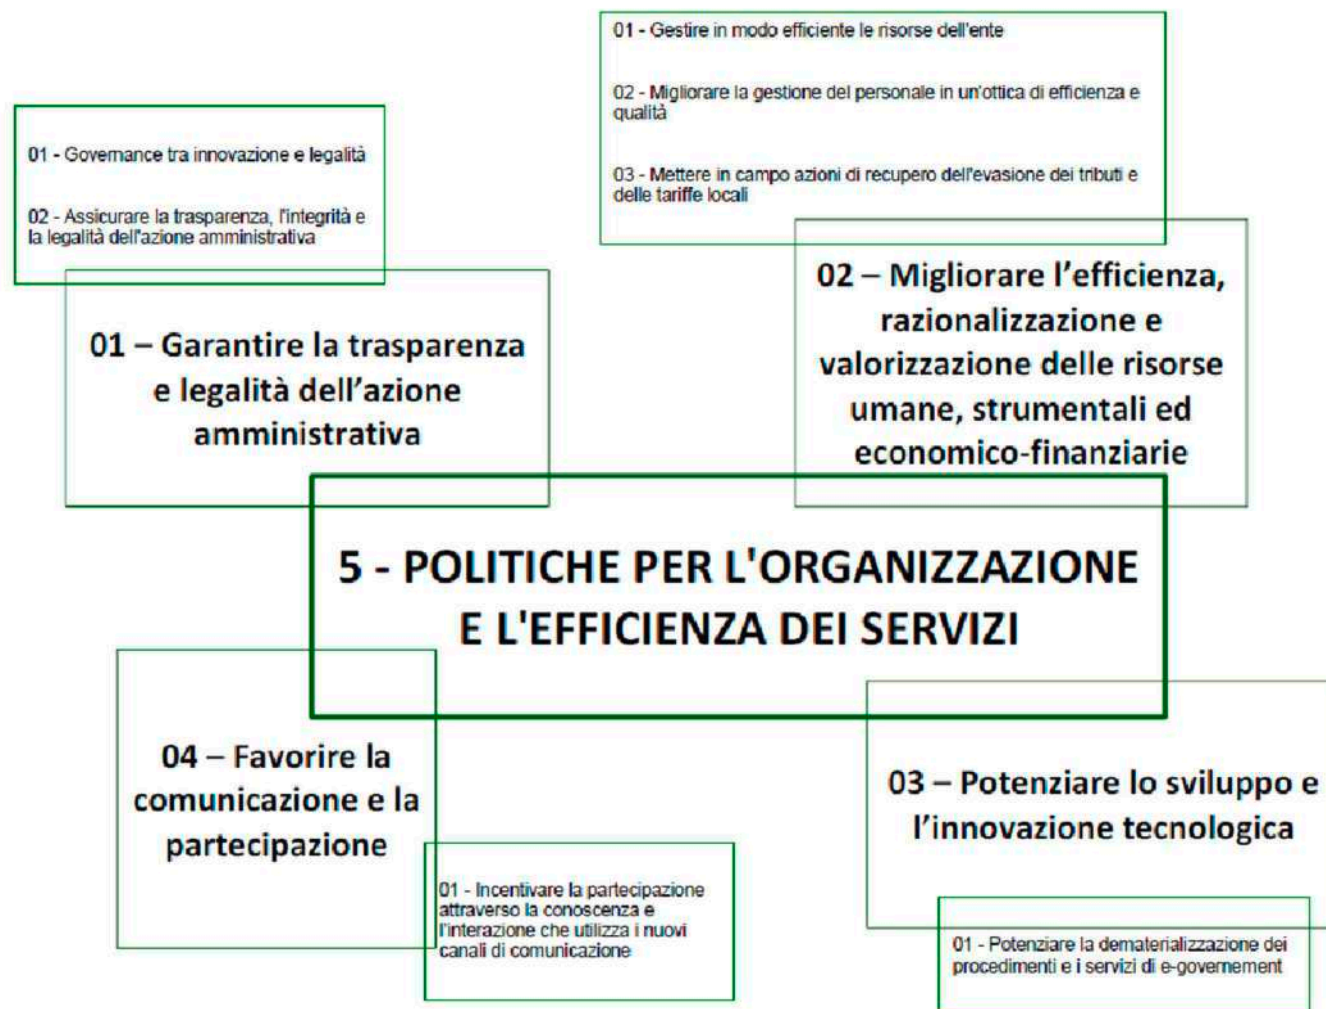 01 - Gestire in modo efficiente le risorse dell'ente
02 - Migliorare la gestione del personale in un'ottica di efficienza e
qualità
03 - Mettere in campo azioni di recupero dell'evasione dei tributi e
delle tariffe locali
01 - Governance tra innovazione e legalità
02 - Assicurare la trasparenza, l'integrità e
la legalità dell'azione amministrativa
02 – Migliorare l’efficienza,
razionalizzazione e
valorizzazione delle risorse
umane, strumentali ed
economico-finanziarie
01 – Garantire la trasparenza
e legalità dell’azione
amministrativa
5 - POLITICHE PER L'ORGANIZZAZIONE
E L'EFFICIENZA DEI SERVIZI
04 – Favorire la
comunicazione e la
partecipazione
03 – Potenziare lo sviluppo e
l’innovazione tecnologica
01 - Incentivare la partecipazione
attraverso la conoscenza e
l'interazione che utilizza i nuovi
canali di comunicazione
01 - Potenziare la dematerializzazione dei
procedimenti e i servizi di e-governement